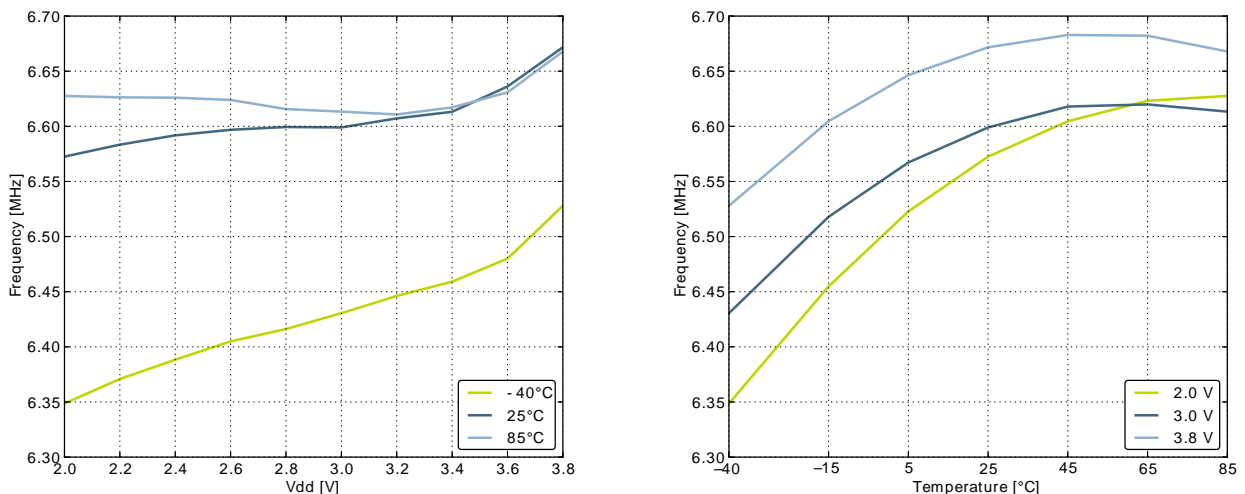 6.70
6.65
6.60
6.55
6.50
6.45
6.40
6.35
6.30
Frequency [MHz]
2.0 2.2 2.4 2.6 2.8 3.0 3.2 3.4 3.6 3.8
Vdd [V]
-40°C
25°C
85°C
6.70
6.65
6.60
6.55
6.50
6.45
6.40
6.35
6.30
Frequency [MHz]
–40 –15 5 25 45 65 85
Temperature [°C]
2.0 V
3.0 V
3.8 V